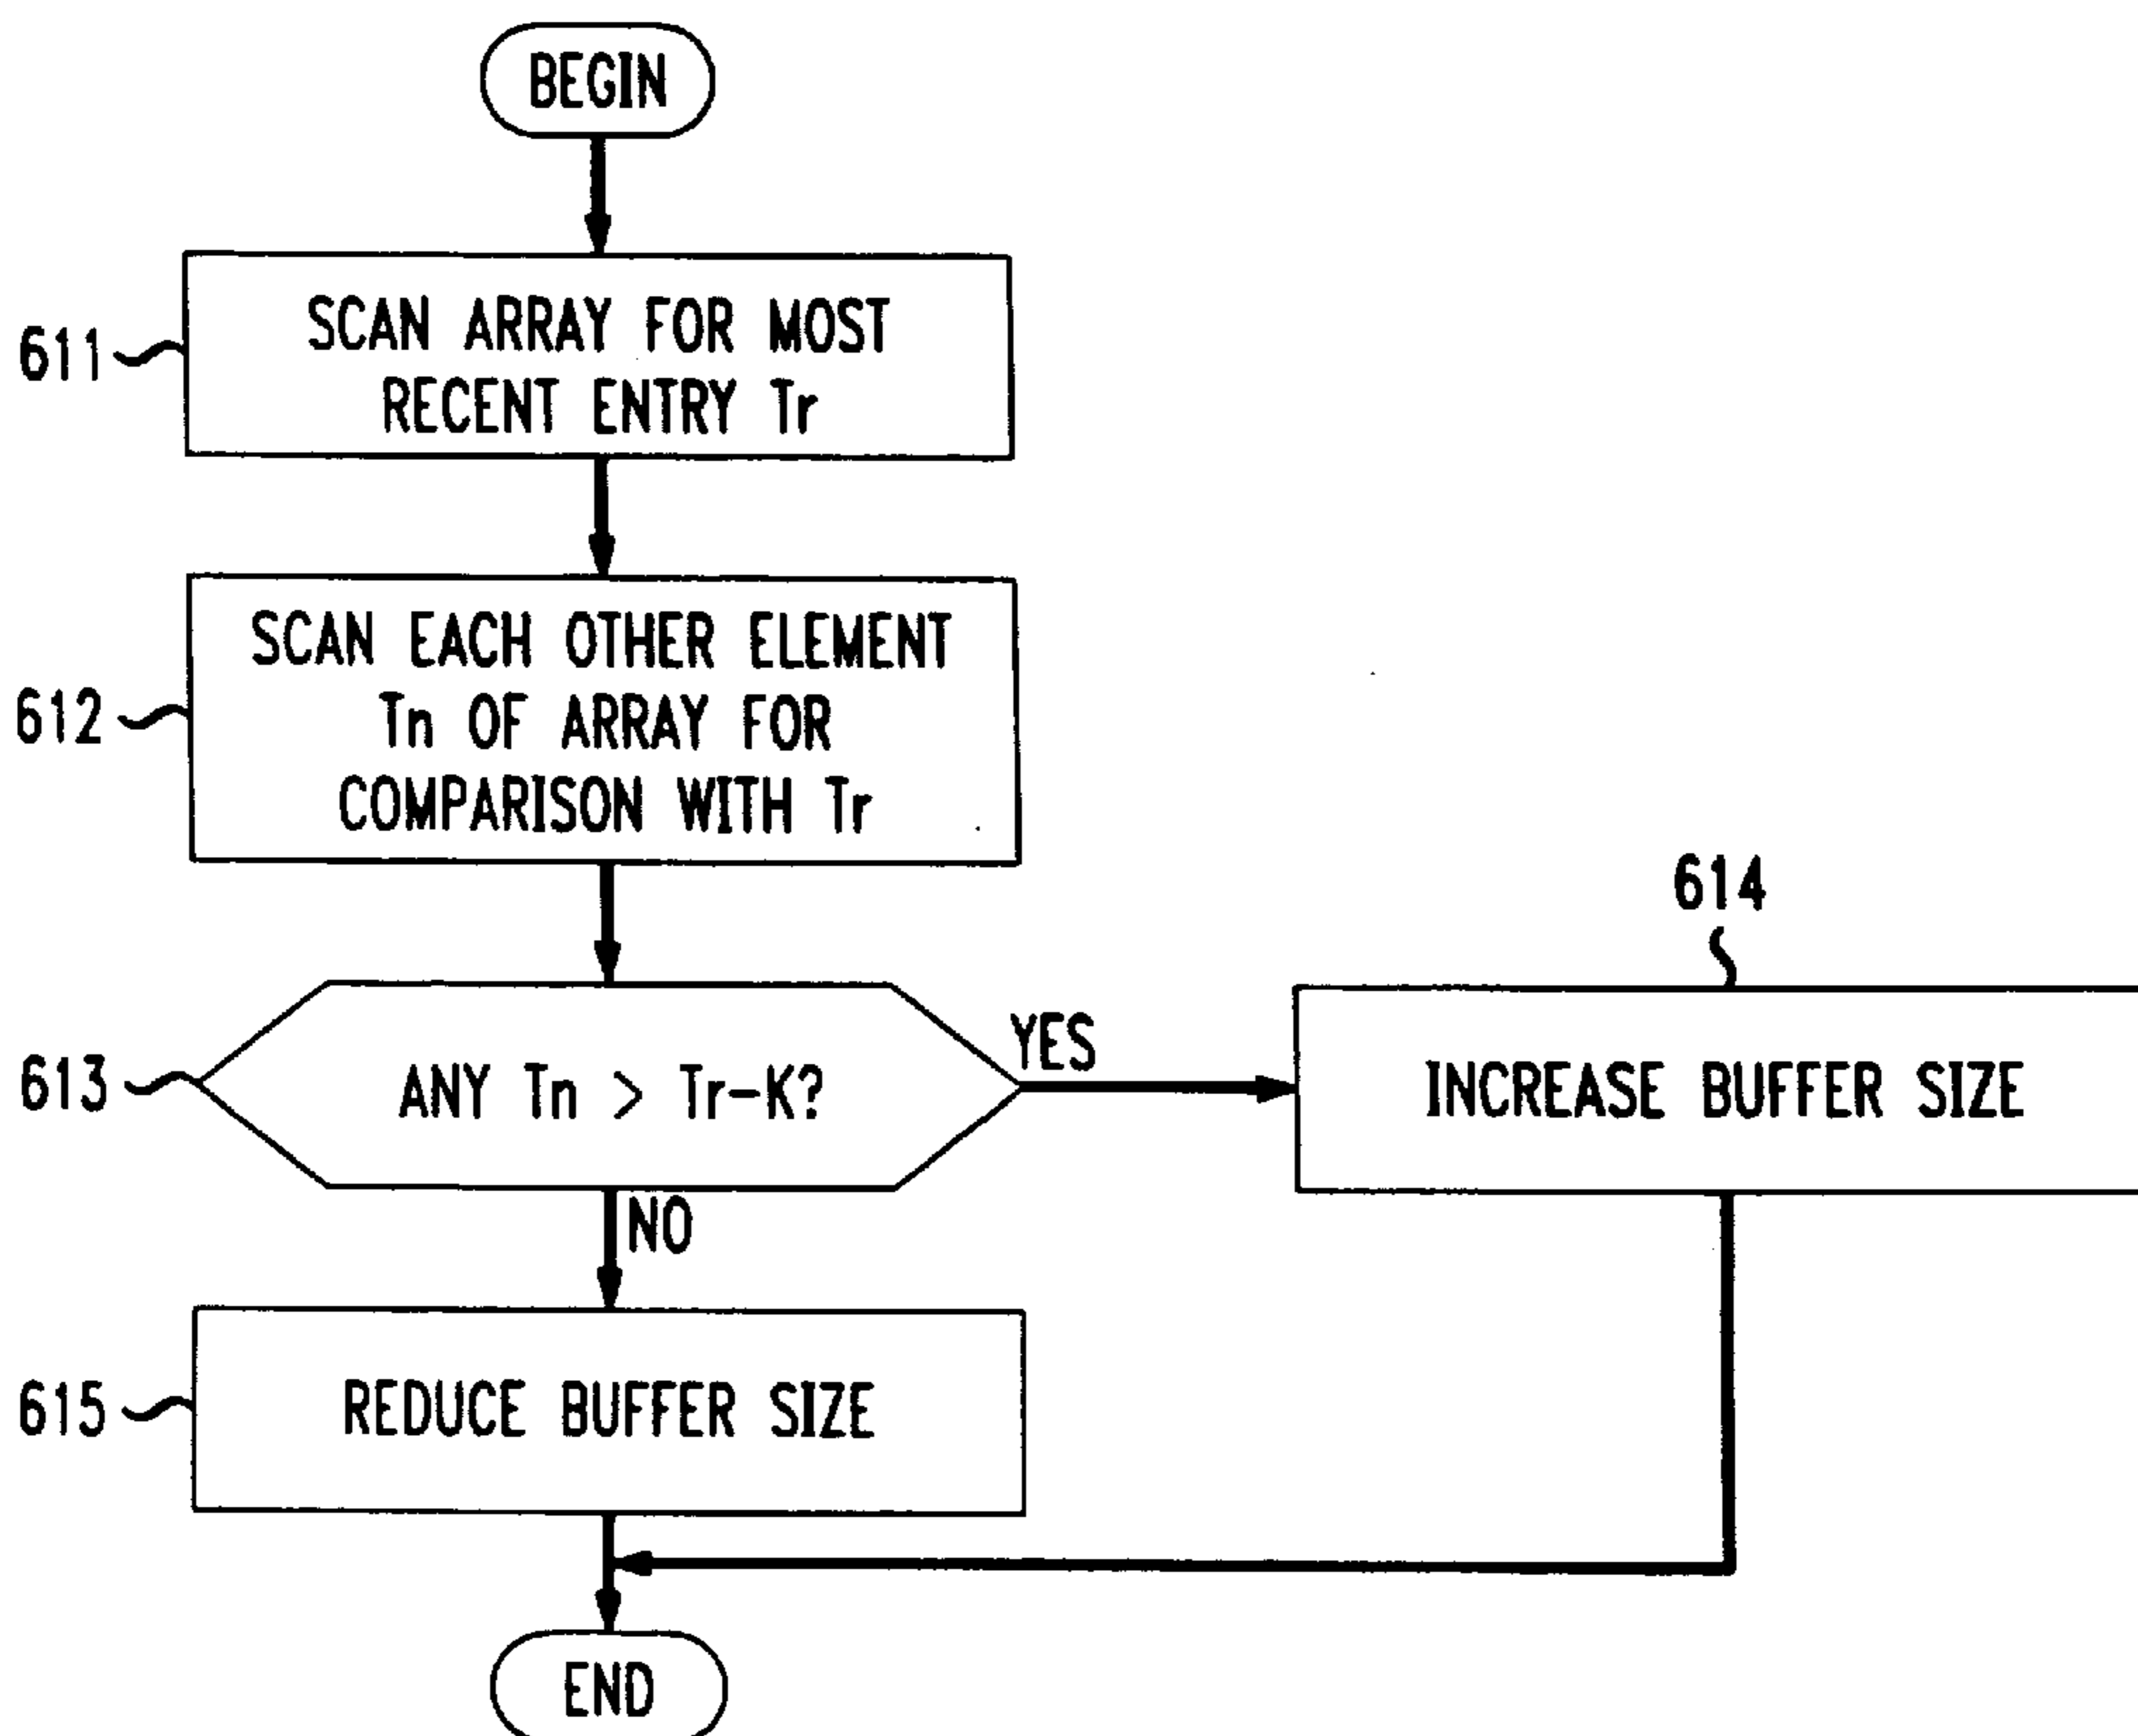 BEGIN
611
SCAN ARRAY FOR MOST
RECENT ENTRY Tr
612
SCAN EACH OTHER ELEMENT
Tn OF ARRAY FOR
COMPARISON WITH Tr
613
ANY Tn > Tr-K?
YES
614
INCREASE BUFFER SIZE
NO
615
REDUCE BUFFER SIZE
END